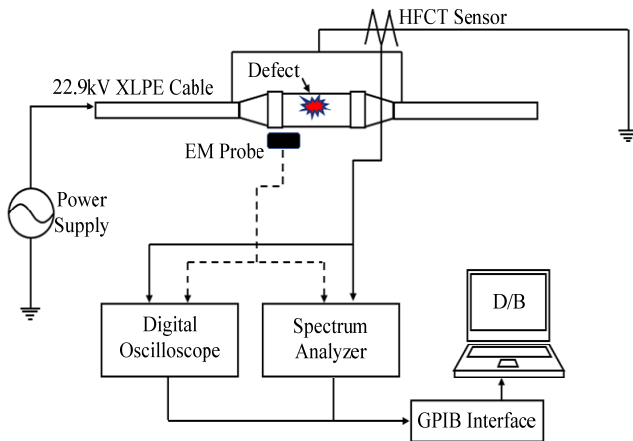 HFCT Sensor
Defect
22.9kV XLPE Cable
EM Probe
Power
Supply
Digital
Oscilloscope
Spectrum
Analyzer
D/B
GPIB Interface